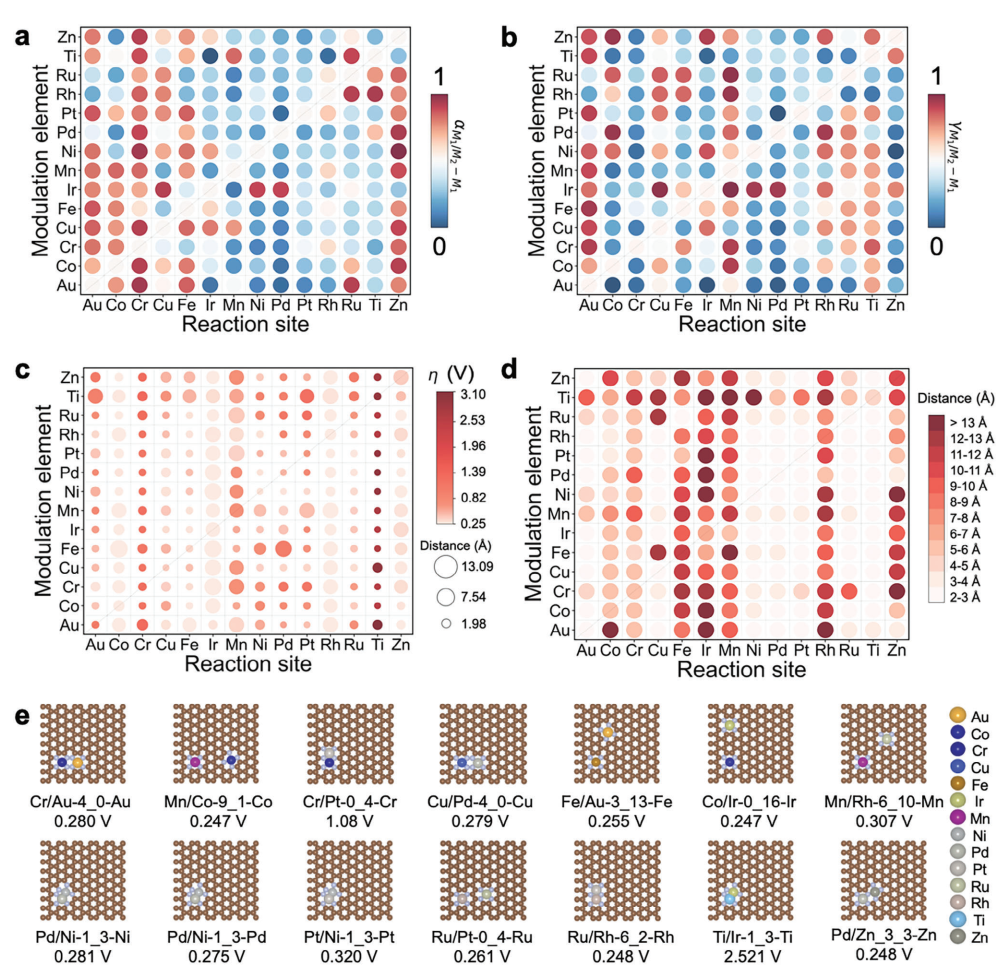 a
Modulation element
Zn
Ti
Ru
Rh
Pt
Pd
Ni
Mn
Ir
Fe
Cu
Cr
Co
Au
Au Co Cr Cu Fe Ir Mn Ni Pd Pt Rh Ru Ti Zn
Reaction site
1
0
α M₁/M₂ − M₁
b
Modulation element
Zn
Ti
Ru
Rh
Pt
Pd
Ni
Mn
Ir
Fe
Cu
Cr
Co
Au
Au Co Cr Cu Fe Ir Mn Ni Pd Pt Rh Ru Ti Zn
Reaction site
1
0
γ M₁/M₂ − M₁
c
Modulation element
Zn
Ti
Ru
Rh
Pt
Pd
Ni
Mn
Ir
Fe
Cu
Cr
Co
Au
Au Co Cr Cu Fe Ir Mn Ni Pd Pt Rh Ru Ti Zn
Reaction site
η (V)
3.10
2.53
1.96
1.39
0.82
0.25
Distance (Å)
13.09
7.54
1.98
d
Modulation element
Zn
Ti
Ru
Rh
Pt
Pd
Ni
Mn
Ir
Fe
Cu
Cr
Co
Au
Au Co Cr Cu Fe Ir Mn Ni Pd Pt Rh Ru Ti Zn
Reaction site
Distance (Å)
> 13 Å
12-13 Å
11-12 Å
10-11 Å
9-10 Å
8-9 Å
7-8 Å
6-7 Å
5-6 Å
4-5 Å
3-4 Å
2-3 Å
e
Cr/Au-4_0-Au Mn/Co-9_1-Co Cr/Pt-0_4-Cr Cu/Pd-4_0-Cu Fe/Au-3_13-Fe Co/Ir-0_16-Ir Mn/Rh-6_10-Mn
0.280 V 0.247 V 1.08 V 0.279 V 0.255 V 0.247 V 0.307 V
Pd/Ni-1_3-Ni Pd/Ni-1_3-Pd Pt/Ni-1_3-Pt Ru/Pt-0_4-Ru Ru/Rh-6_2-Rh Ti/Ir-1_3-Ti Pd/Zn_3_3-Zn
0.281 V 0.275 V 0.320 V 0.261 V 0.248 V 2.521 V 0.248 V
Au
Co
Cr
Cu
Fe
Ir
Mn
Ni
Pd
Pt
Ru
Rh
Ti
Zn